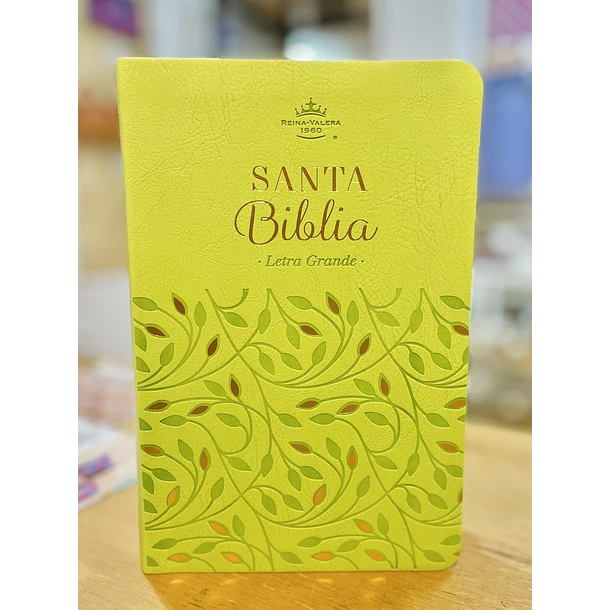 REINA-VALERA
1960 ®
SANTA
Biblia
· Letra Grande ·